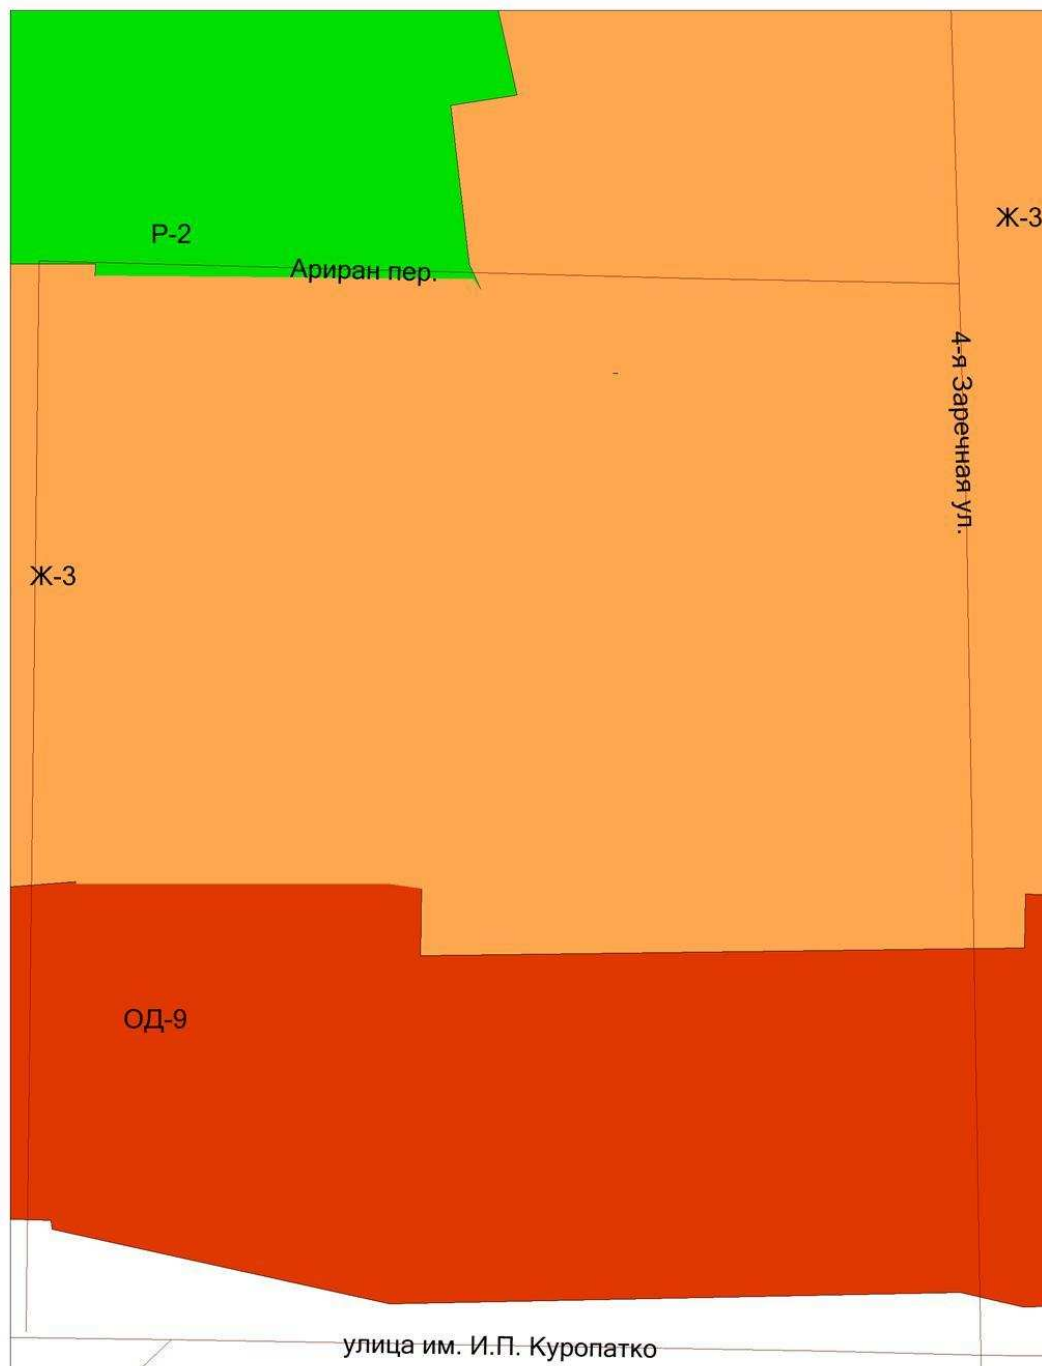 Ж-3
Р-2
Ариран пер.
4-я Заречная ул.
Ж-3
ОД-9
улица им. И.П. Куропатко